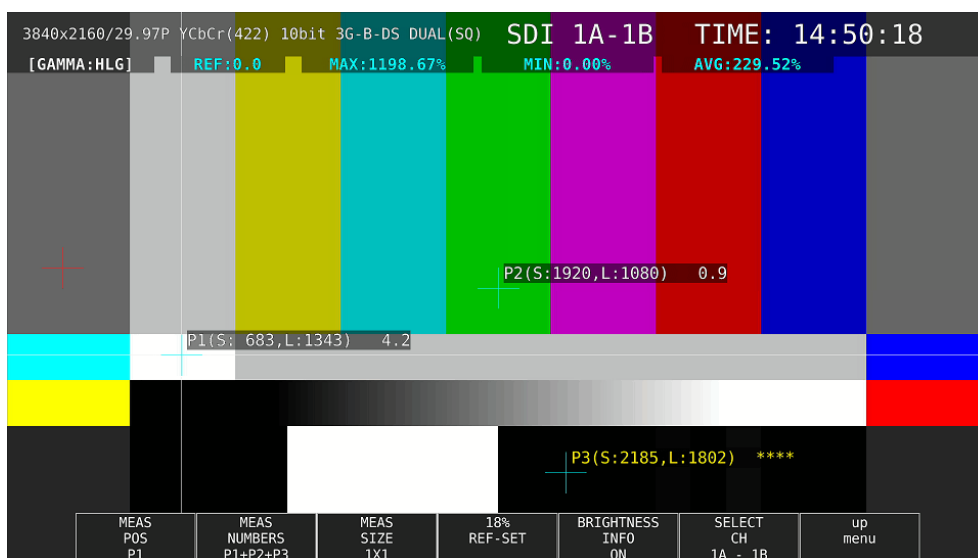 3840x2160/29.97P YCbCr(422) 10bit 3G-B-DS DUAL(SQ) SDI 1A-1B TIME: 14:50:18
[GAMMA:HLG] REF:0.0 MAX:1198.67% MIN:0.00% AVG:229.52%
P2(S:1920,L:1080) 0.9
P1(S: 683,L:1343) 4.2
P3(S:2185,L:1802) ****
MEAS POS P1
MEAS NUMBERS P1+P2+P3
MEAS SIZE 1X1
18% REF-SET
BRIGHTNESS INFO ON
SELECT CH 1A - 1B
up menu